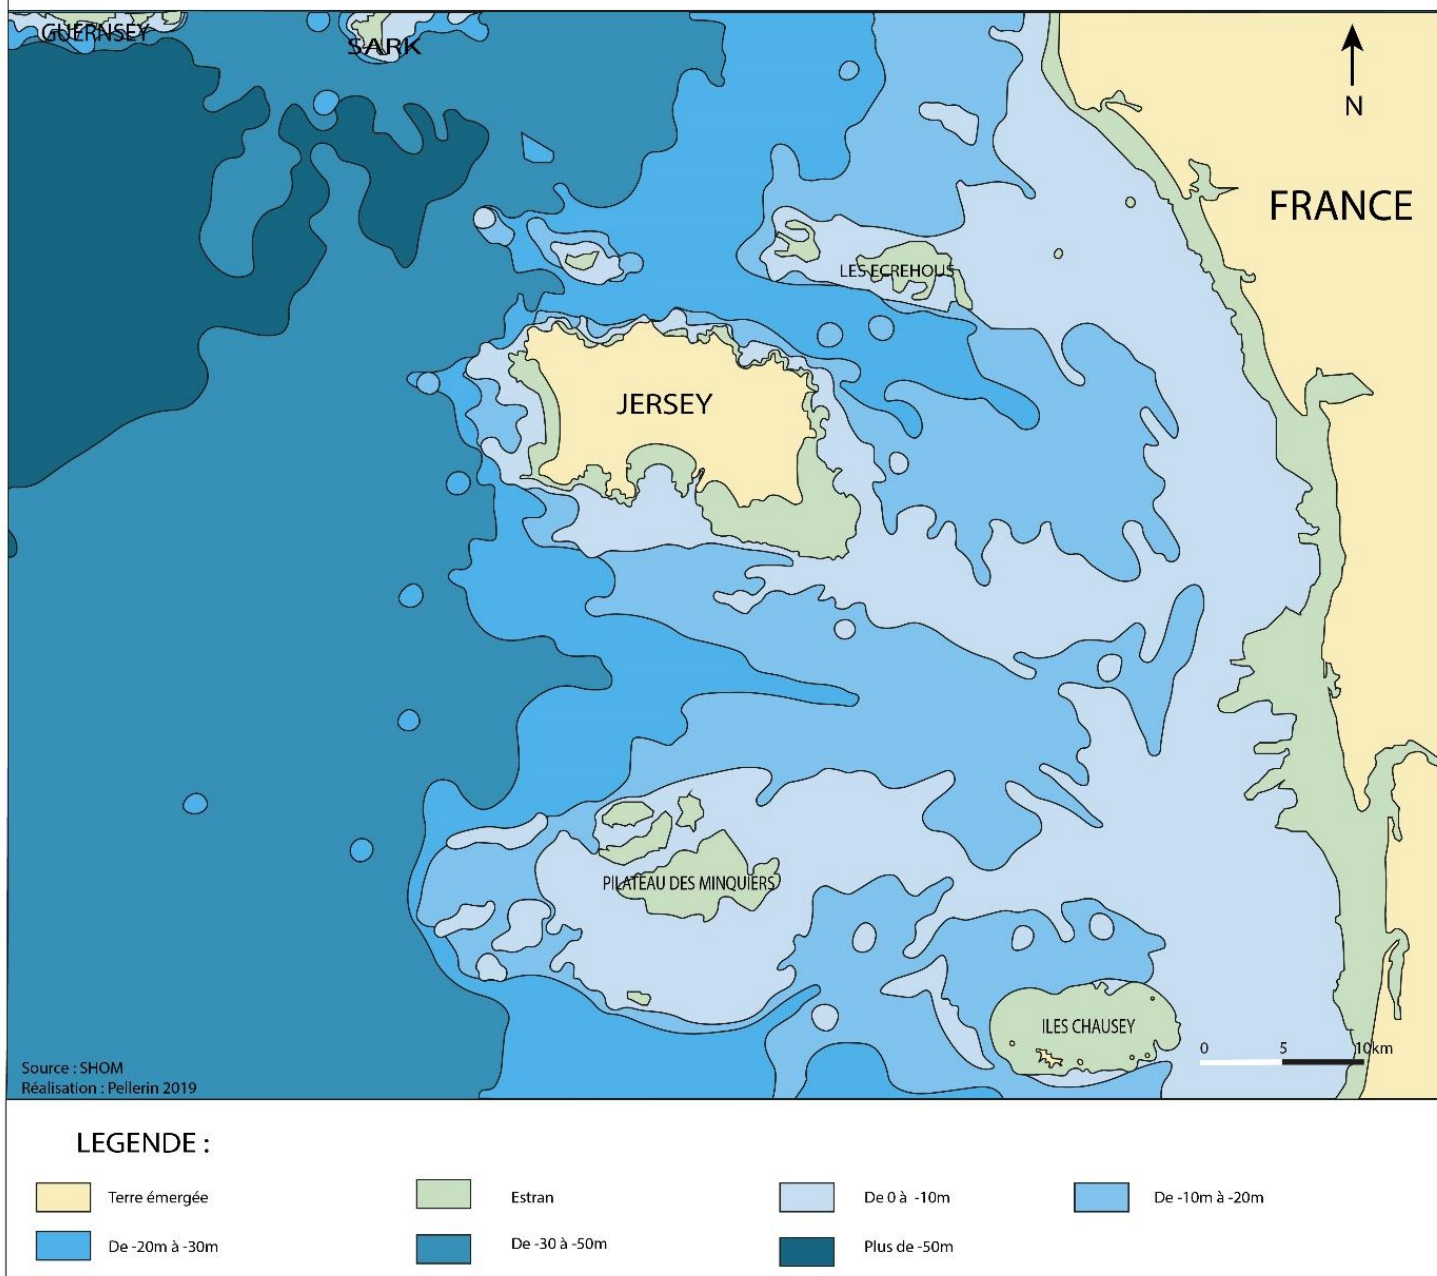 GUERNSEY
SARK
N
FRANCE
LES ECREHOUS
JERSEY
PILATEAU DES MINQUIERS
ILES CHAUSEY
0 5 10km
Source : SHOM
Réalisation : Pellerin 2019
LEGENDE :
Terre émergée Estran De 0 à -10m De -10m à -20m
De -20m à -30m De -30 à -50m Plus de -50m